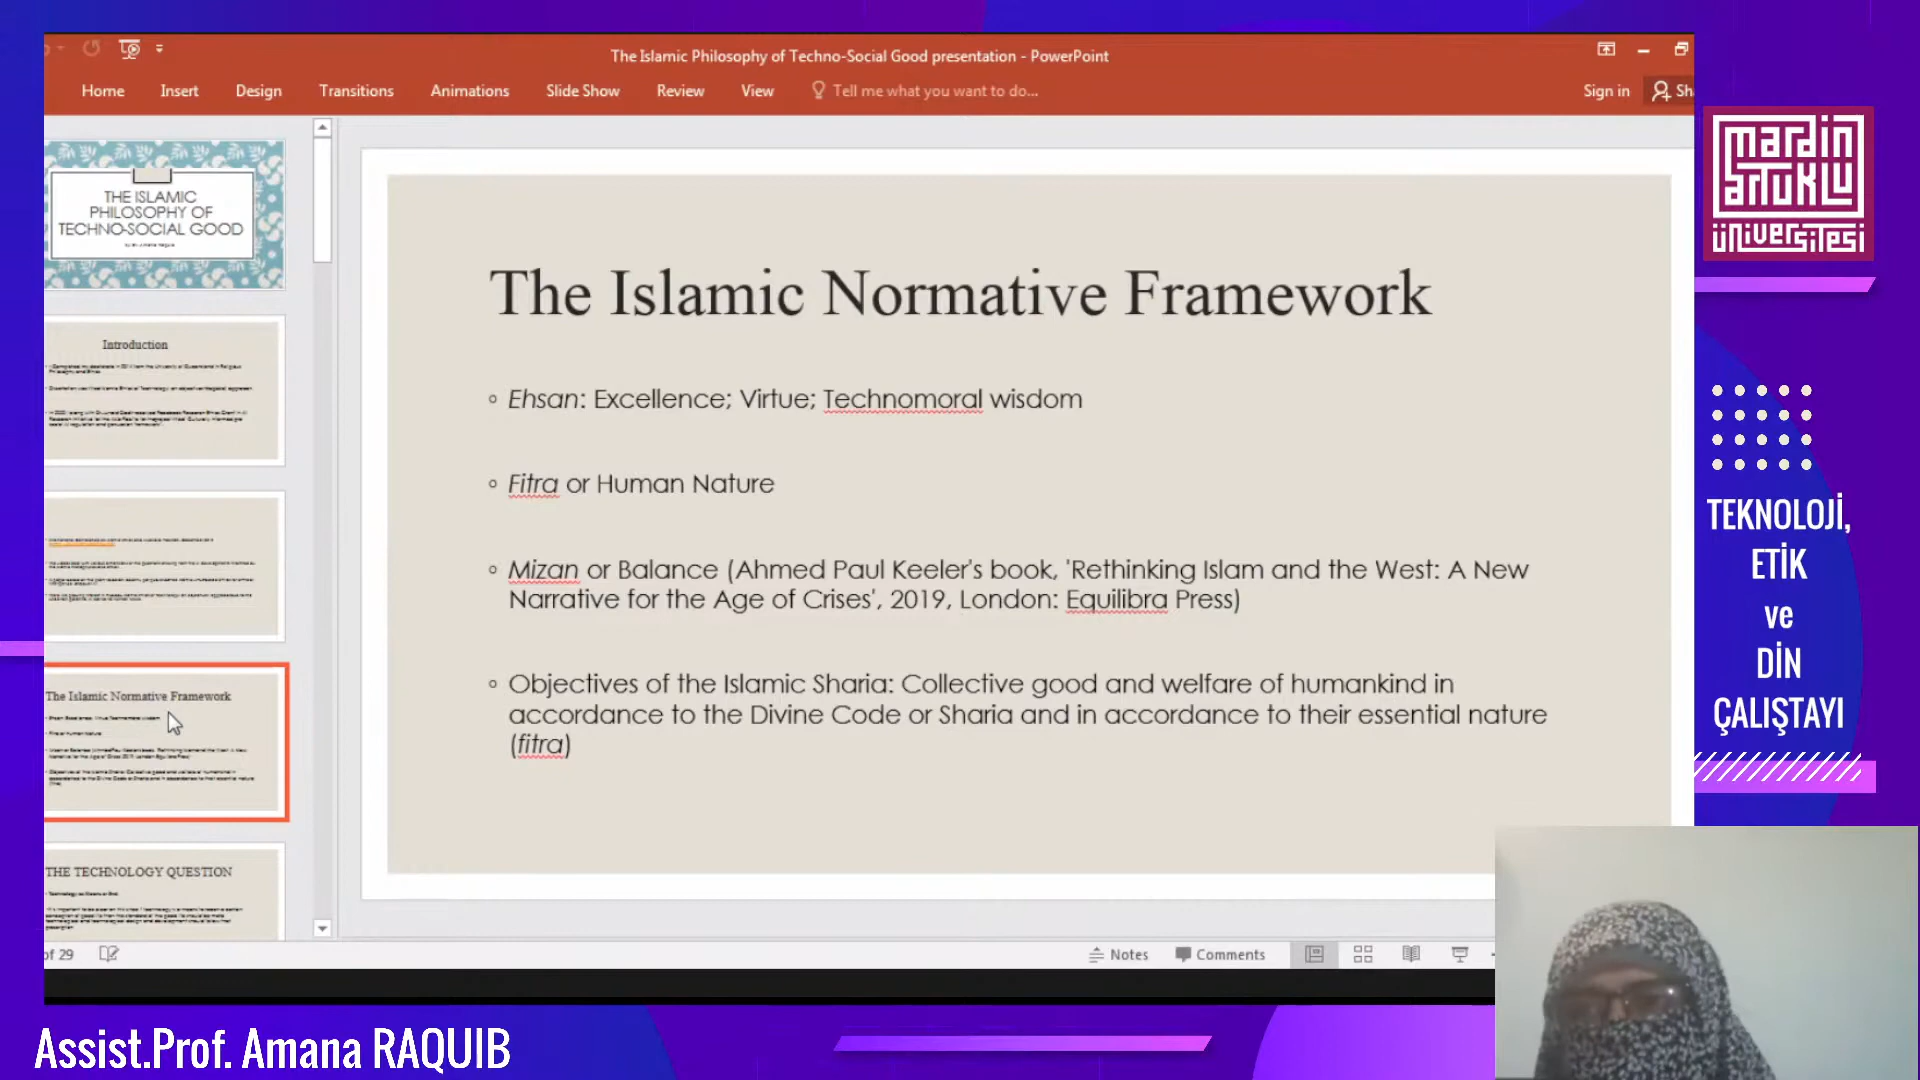 The Islamic Philosophy of Techno-Social Good presentation - PowerPoint
Home Insert Design Transitions Animations Slide Show Review View Tell me what you want to do... Sign in Sh
THE ISLAMIC
PHILOSOPHY OF
TECHNO-SOCIAL GOOD
Introduction
The Islamic Normative Framework
THE TECHNOLOGY QUESTION
The Islamic Normative Framework
Ehsan: Excellence; Virtue; Technomoral wisdom
Fitra or Human Nature
Mizan or Balance (Ahmed Paul Keeler's book, 'Rethinking Islam and the West: A New
Narrative for the Age of Crises', 2019, London: Equilibra Press)
Objectives of the Islamic Sharia: Collective good and welfare of humankind in
accordance to the Divine Code or Sharia and in accordance to their essential nature
(fitra)
of 29
Notes Comments
mardin
artuklu
üniversitesi
TEKNOLOJİ,
ETİK
ve
DİN
ÇALIŞTAYI
Assist.Prof. Amana RAQUIB